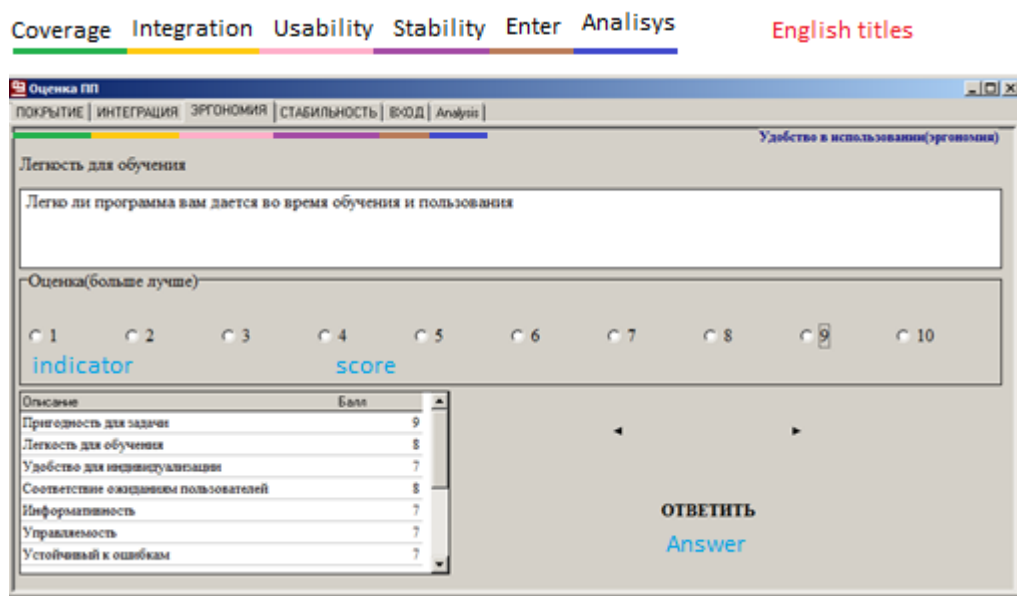 Coverage Integration Usability Stability Enter Analisys English titles
Оценка ПП
ПОКРЫТИЕ ИНТЕГРАЦИЯ ЭРГОНОМИЯ СТАБИЛЬНОСТЬ ВХОД Analysis
Удобство в использовании(эргономия)
Легкость для обучения
Легко ли программа вам дается во время обучения и пользования
Оценка(больше лучше)
1 2 3 4 5 6 7 8 9 10
indicator score
Описание Балл
Пригодность для задачи 9
Легкость для обучения 8
Удобство для индивидуализации 7
Соответствие ожиданиям пользователей 8
Информативность 7
Управляемость 7
Устойчивый к ошибкам 7
ОТВЕТИТЬ
Answer